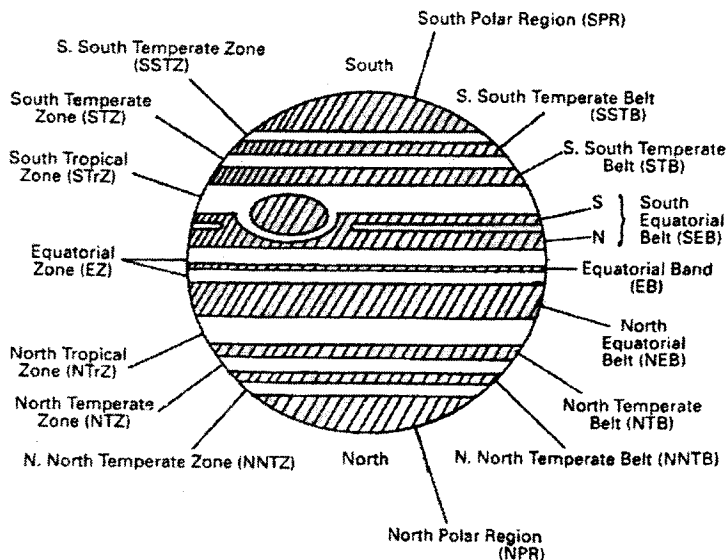 South Polar Region (SPR)
S. South Temperate Zone
(SSTZ)
South
South Temperate
Zone (STZ)
S. South Temperate Belt
(SSTB)
South Tropical
Zone (STrZ)
S. South Temperate
Belt (STB)
S
N
South
Equatorial
Belt (SEB)
Equatorial
Zone (EZ)
Equatorial Band
(EB)
North
Equatorial
Belt (NEB)
North Tropical
Zone (NTrZ)
North Temperate
Zone (NTZ)
North Temperate
Belt (NTB)
N. North Temperate Zone (NNTZ)
North
N. North Temperate Belt (NNTB)
North Polar Region
(NPR)